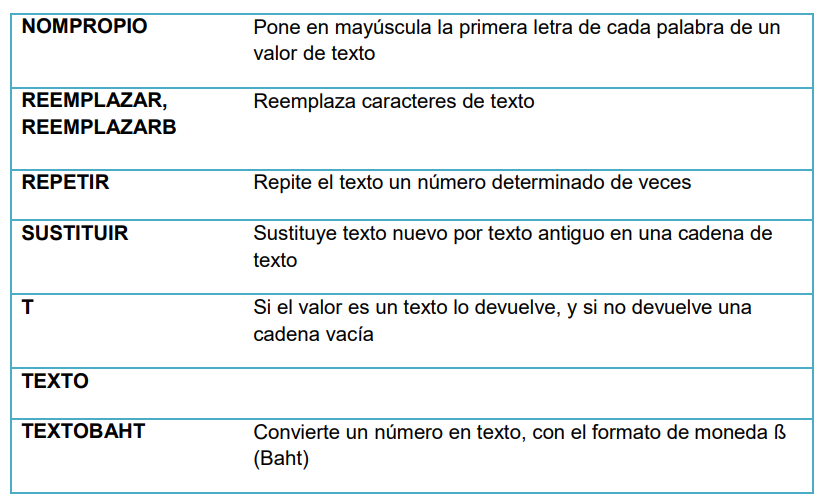 NOMPROPIO Pone en mayúscula la primera letra de cada palabra de un
valor de texto
REEMPLAZAR, Reemplaza caracteres de texto
REEMPLAZARB
REPETIR Repite el texto un número determinado de veces
SUSTITUIR Sustituye texto nuevo por texto antiguo en una cadena de
texto
T Si el valor es un texto lo devuelve, y si no devuelve una
cadena vacía
TEXTO
TEXTOBAHT Convierte un número en texto, con el formato de moneda ß
(Baht)